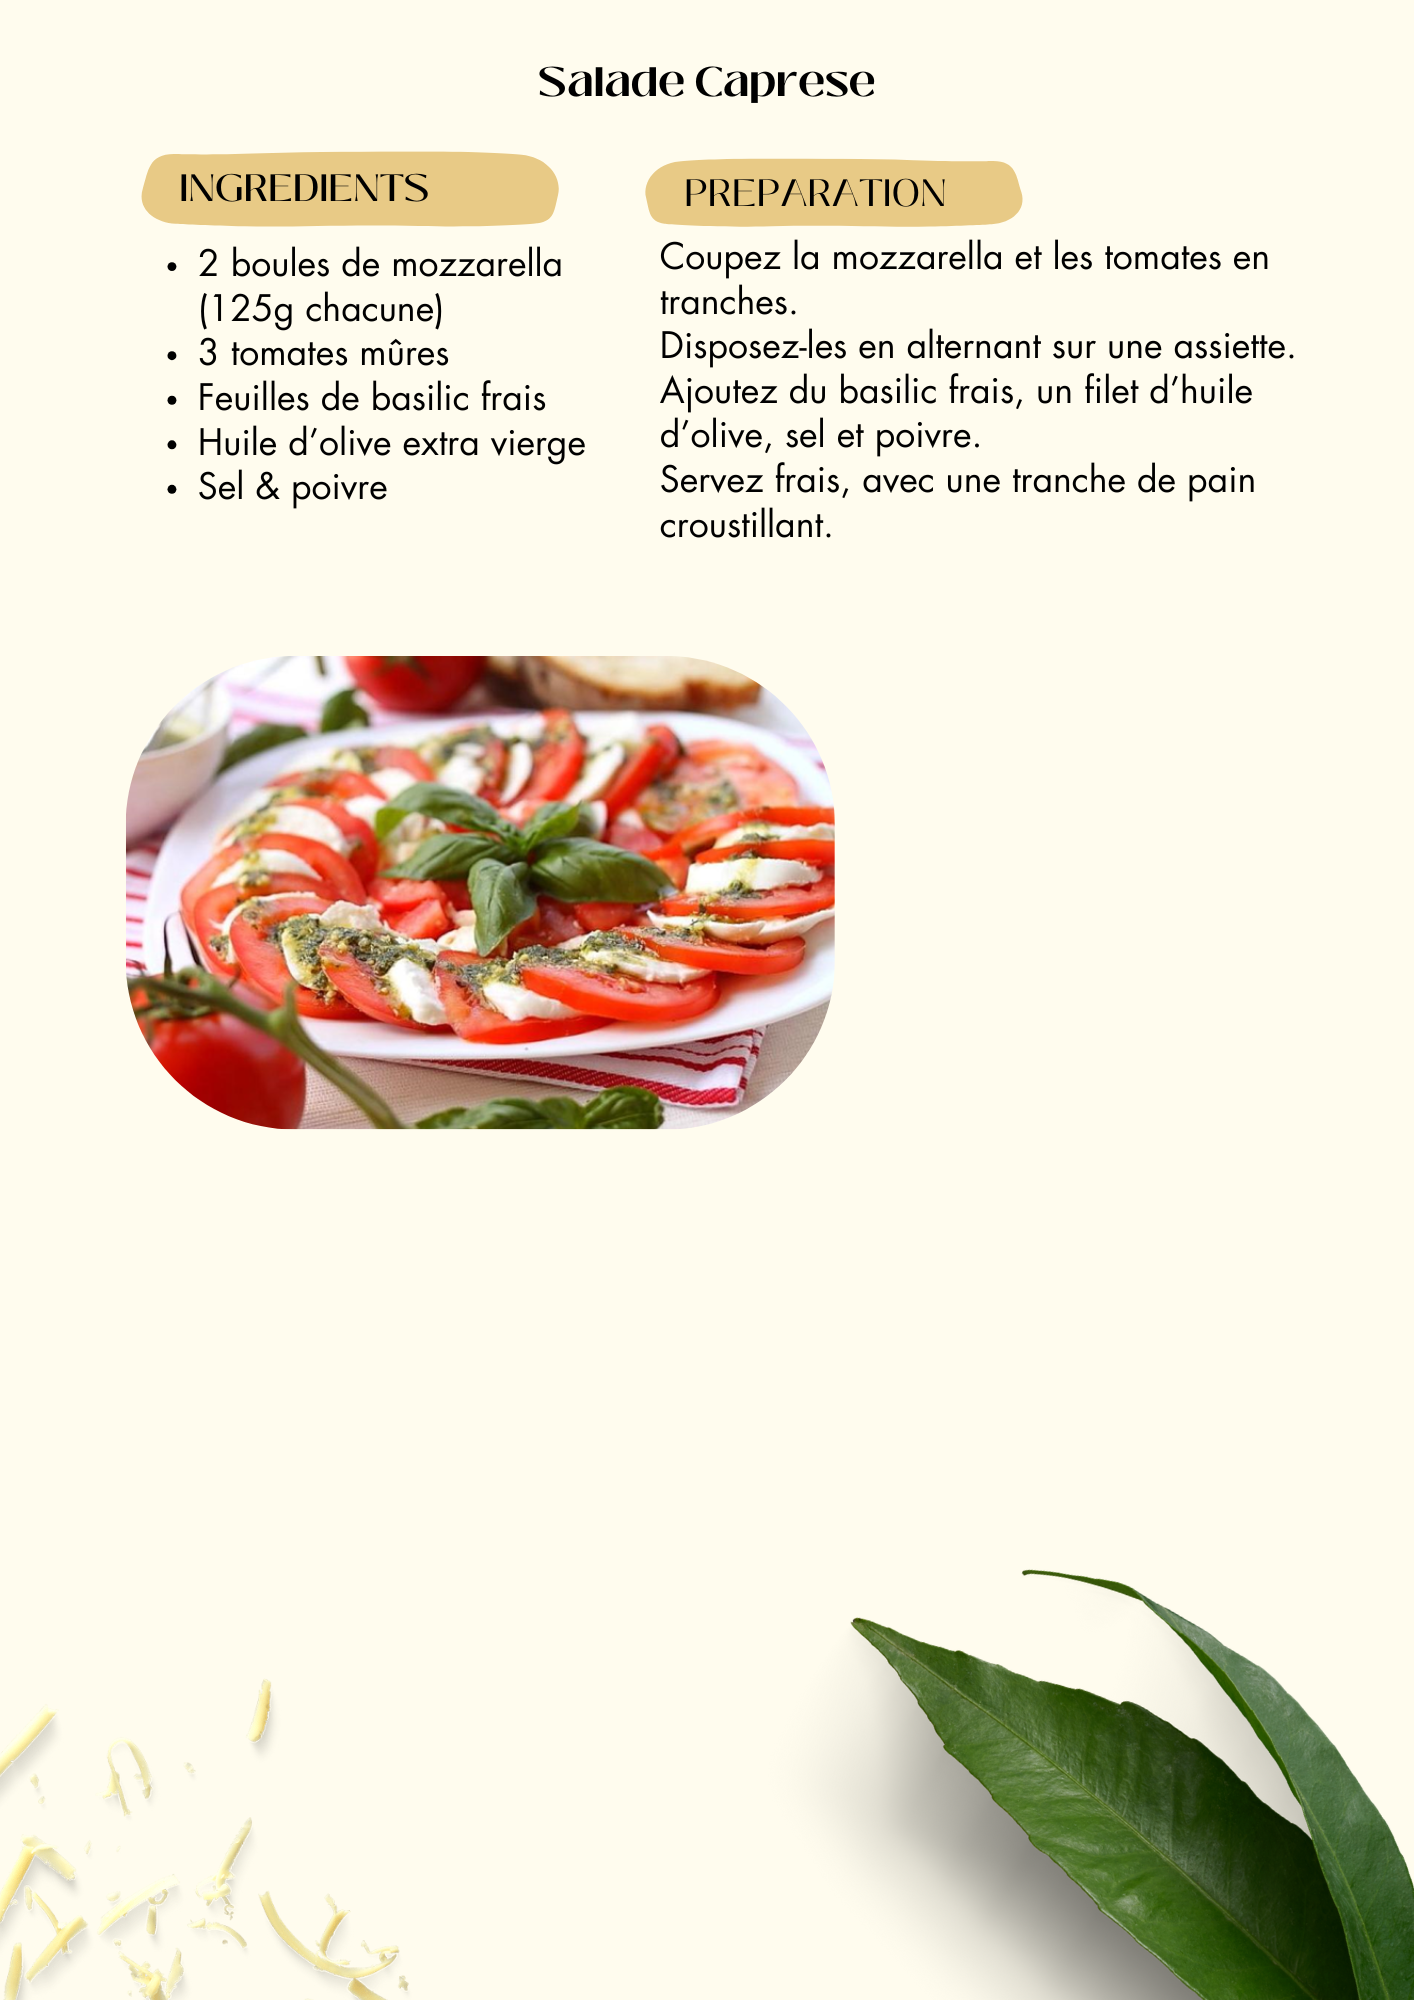 Salade Caprese
INGREDIENTS
• 2 boules de mozzarella
(125g chacune)
• 3 tomates mûres
• Feuilles de basilic frais
• Huile d’olive extra vierge
• Sel & poivre
PREPARATION
Coupez la mozzarella et les tomates en
tranches.
Disposez-les en alternant sur une assiette.
Ajoutez du basilic frais, un filet d’huile
d’olive, sel et poivre.
Servez frais, avec une tranche de pain
croustillant.